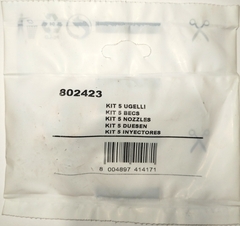 802423
KIT 5 UGELLI
KIT 5 BECS
KIT 5 NOZZLES
KIT 5 DUESEN
KIT 5 INYECTORES
8 004897 414171